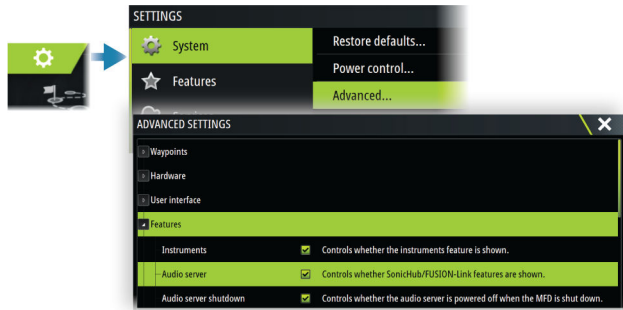 SETTINGS
System
Restore defaults...
Power control...
Features
Advanced...
ADVANCED SETTINGS
Waypoints
Hardware
User interface
Features
Instruments Controls whether the instruments feature is shown.
Audio server Controls whether SonicHub/FUSION-Link features are shown.
Audio server shutdown Controls whether the audio server is powered off when the MFD is shut down.